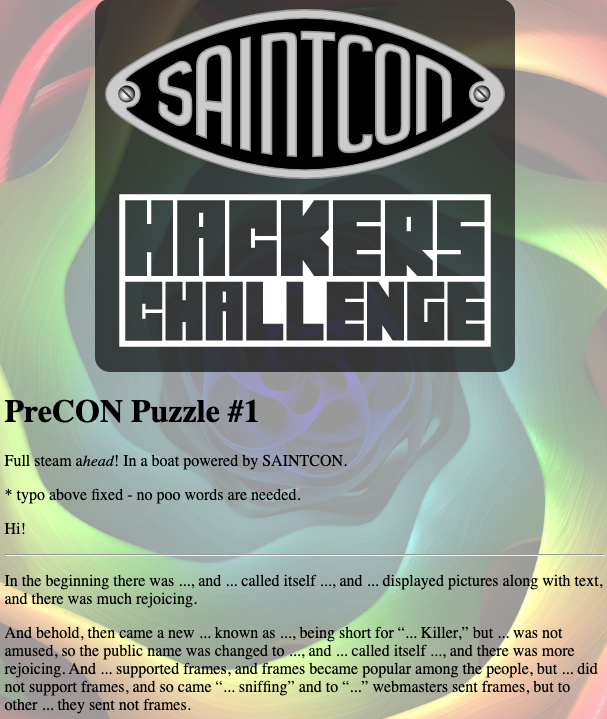 SAINTCON
HACKERS
CHALLENGE
PreCON Puzzle #1
Full steam ahead! In a boat powered by SAINTCON.
* typo above fixed - no poo words are needed.
Hi!
In the beginning there was ..., and ... called itself ..., and ... displayed pictures along with text,
and there was much rejoicing.
And behold, then came a new ... known as ..., being short for “... Killer,” but ... was not
amused, so the public name was changed to ..., and ... called itself ..., and there was more
rejoicing. And ... supported frames, and frames became popular among the people, but ... did
not support frames, and so came “... sniffing” and to “...” webmasters sent frames, but to
other ... they sent not frames.